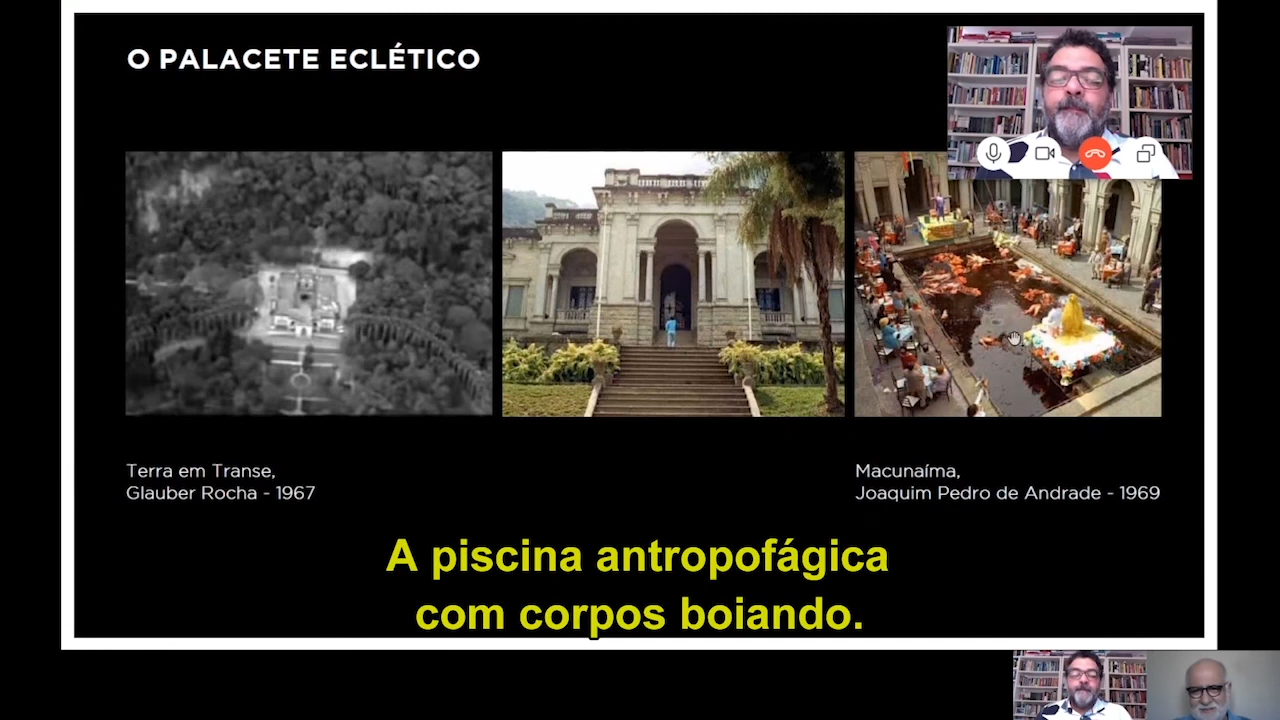 O PALACETE ECLÉTICO
Terra em Transe,
Glauber Rocha - 1967
Macunaíma,
Joaquim Pedro de Andrade - 1969
A piscina antropofágica
com corpos boiando.